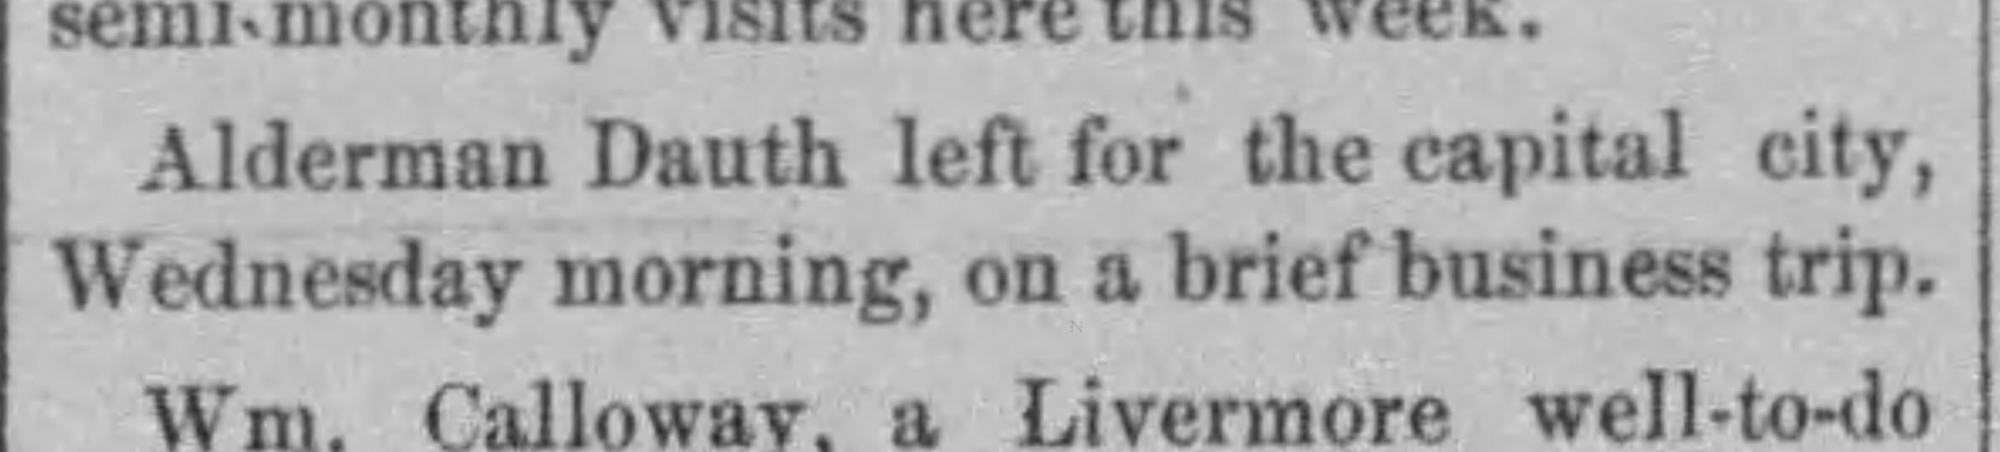 semi-monthly visits here this week.
Alderman Dauth left for the capital city,
Wednesday morning, on a brief business trip.
Wm. Calloway, a Livermore well-to-do